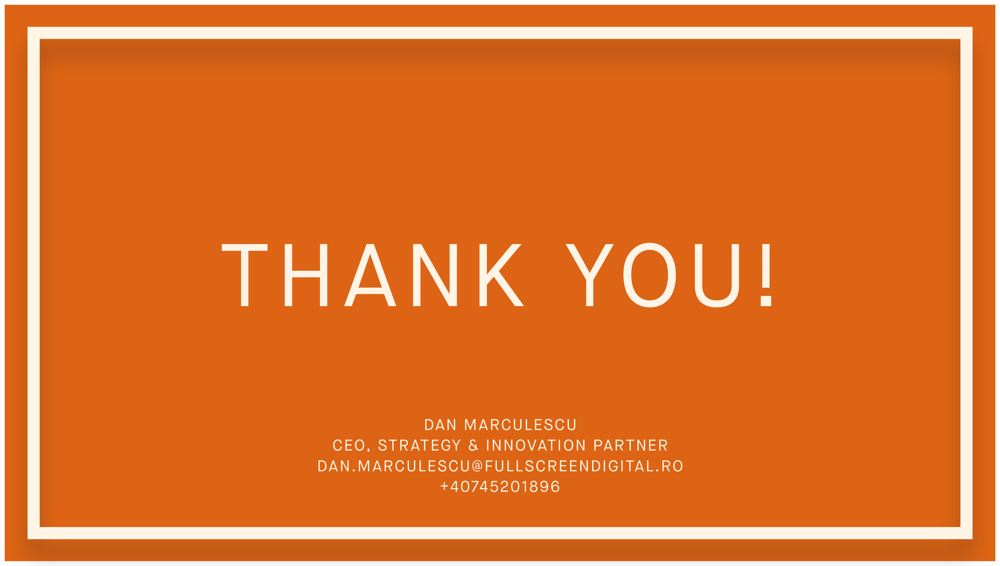 THANK YOU!
DAN MARCULESCU
CEO, STRATEGY & INNOVATION PARTNER
DAN.MARCULESCU@FULLSCREENDIGITAL.RO
+40745201896